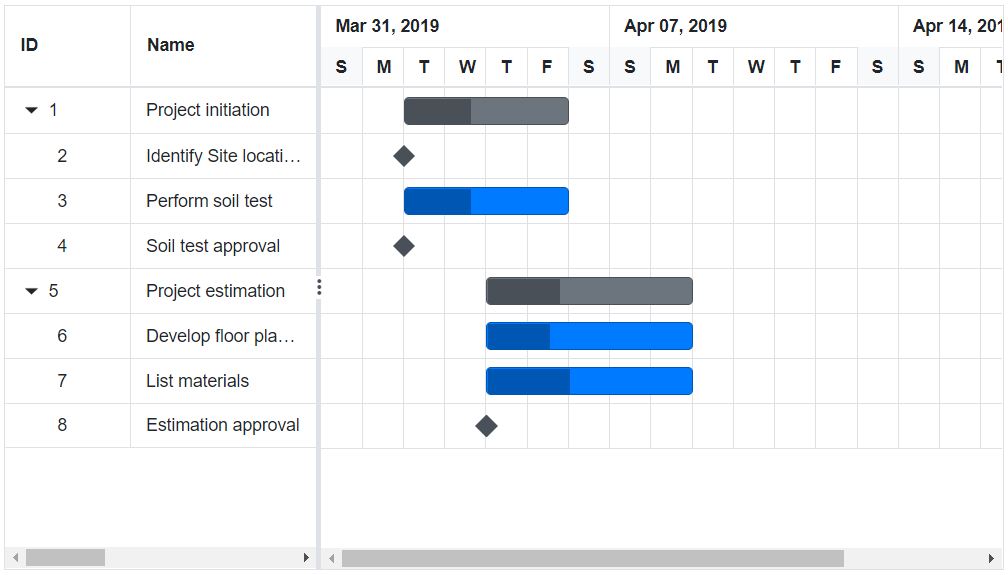 ID Name Mar 31, 2019 Apr 07, 2019 Apr 14, 201
S M T W T F S S M T W T F S S M
1 Project initiation
2 Identify Site locati…
3 Perform soil test
4 Soil test approval
5 Project estimation
6 Develop floor pla…
7 List materials
8 Estimation approval